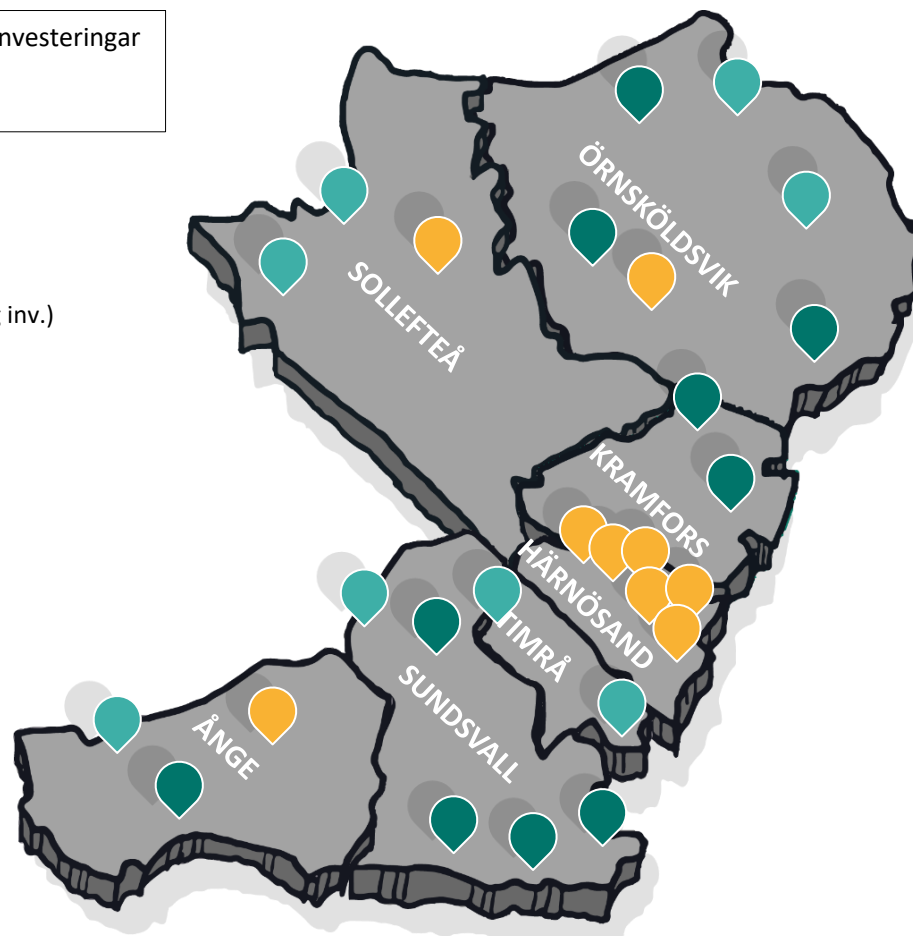 nvesteringar
ÖRNSKÖLDSVIK
SOLLEFTEÅ
inv.)
KRAMFORS
HÄRNÖSAND
TIMRÅ
SUNDSVALL
ÅNGE